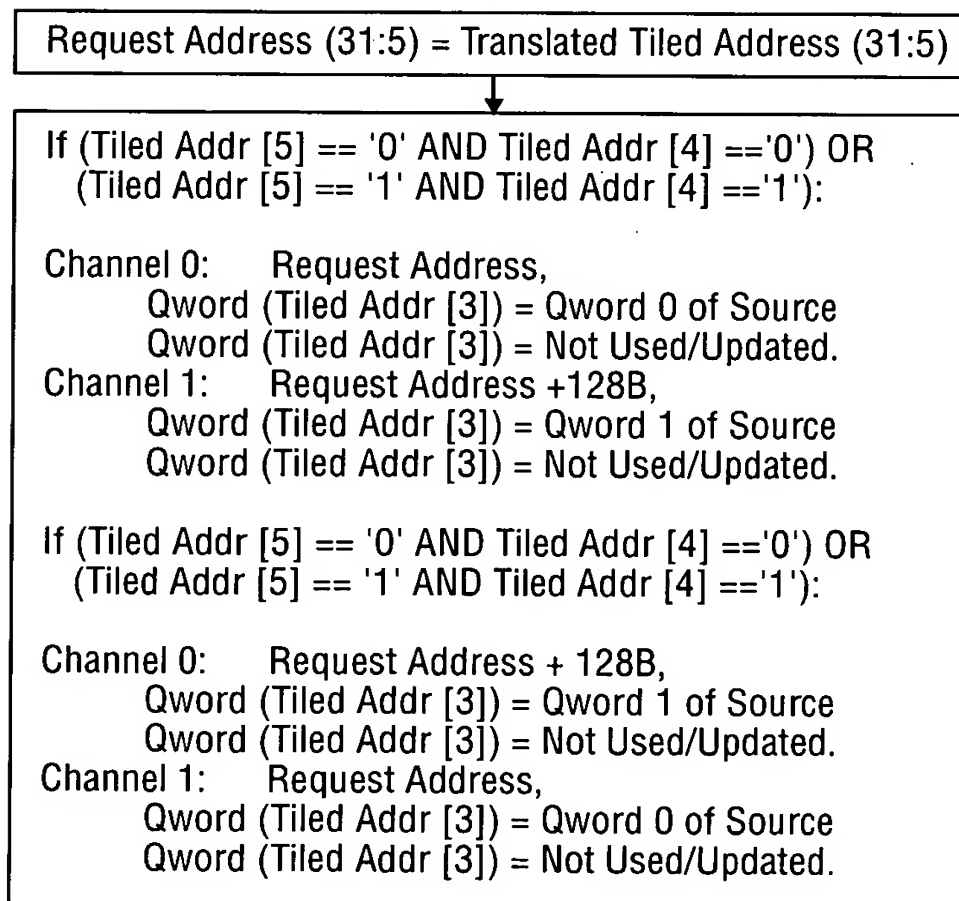 Request Address (31:5) = Translated Tiled Address (31:5)
If (Tiled Addr [5] == '0' AND Tiled Addr [4] =='0') OR
(Tiled Addr [5] == '1' AND Tiled Addr [4] =='1'):
Channel 0: Request Address,
Qword (Tiled Addr [3]) = Qword 0 of Source
Qword (Tiled Addr [3]) = Not Used/Updated.
Channel 1: Request Address +128B,
Qword (Tiled Addr [3]) = Qword 1 of Source
Qword (Tiled Addr [3]) = Not Used/Updated.
If (Tiled Addr [5] == '0' AND Tiled Addr [4] =='0') OR
(Tiled Addr [5] == '1' AND Tiled Addr [4] =='1'):
Channel 0: Request Address + 128B,
Qword (Tiled Addr [3]) = Qword 1 of Source
Qword (Tiled Addr [3]) = Not Used/Updated.
Channel 1: Request Address,
Qword (Tiled Addr [3]) = Qword 0 of Source
Qword (Tiled Addr [3]) = Not Used/Updated.